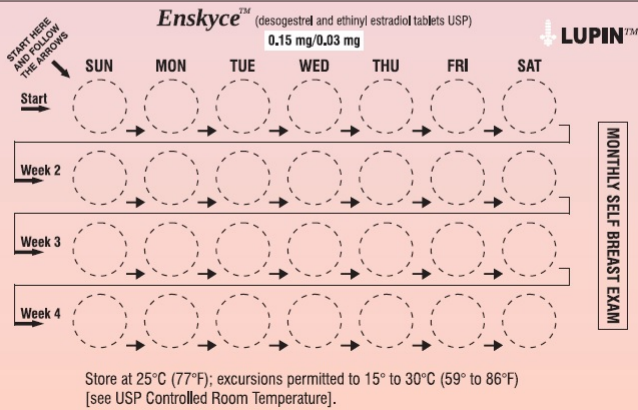 Enskyce™ (desogestrel and ethinyl estradiol tablets USP)
0.15 mg/0.03 mg
LUPIN™
START HERE
AND FOLLOW
THE ARROWS
SUN MON TUE WED THU FRI SAT
Start
Week 2
Week 3
Week 4
MONTHLY SELF BREAST EXAM
Store at 25°C (77°F); excursions permitted to 15° to 30°C (59° to 86°F)
[see USP Controlled Room Temperature].